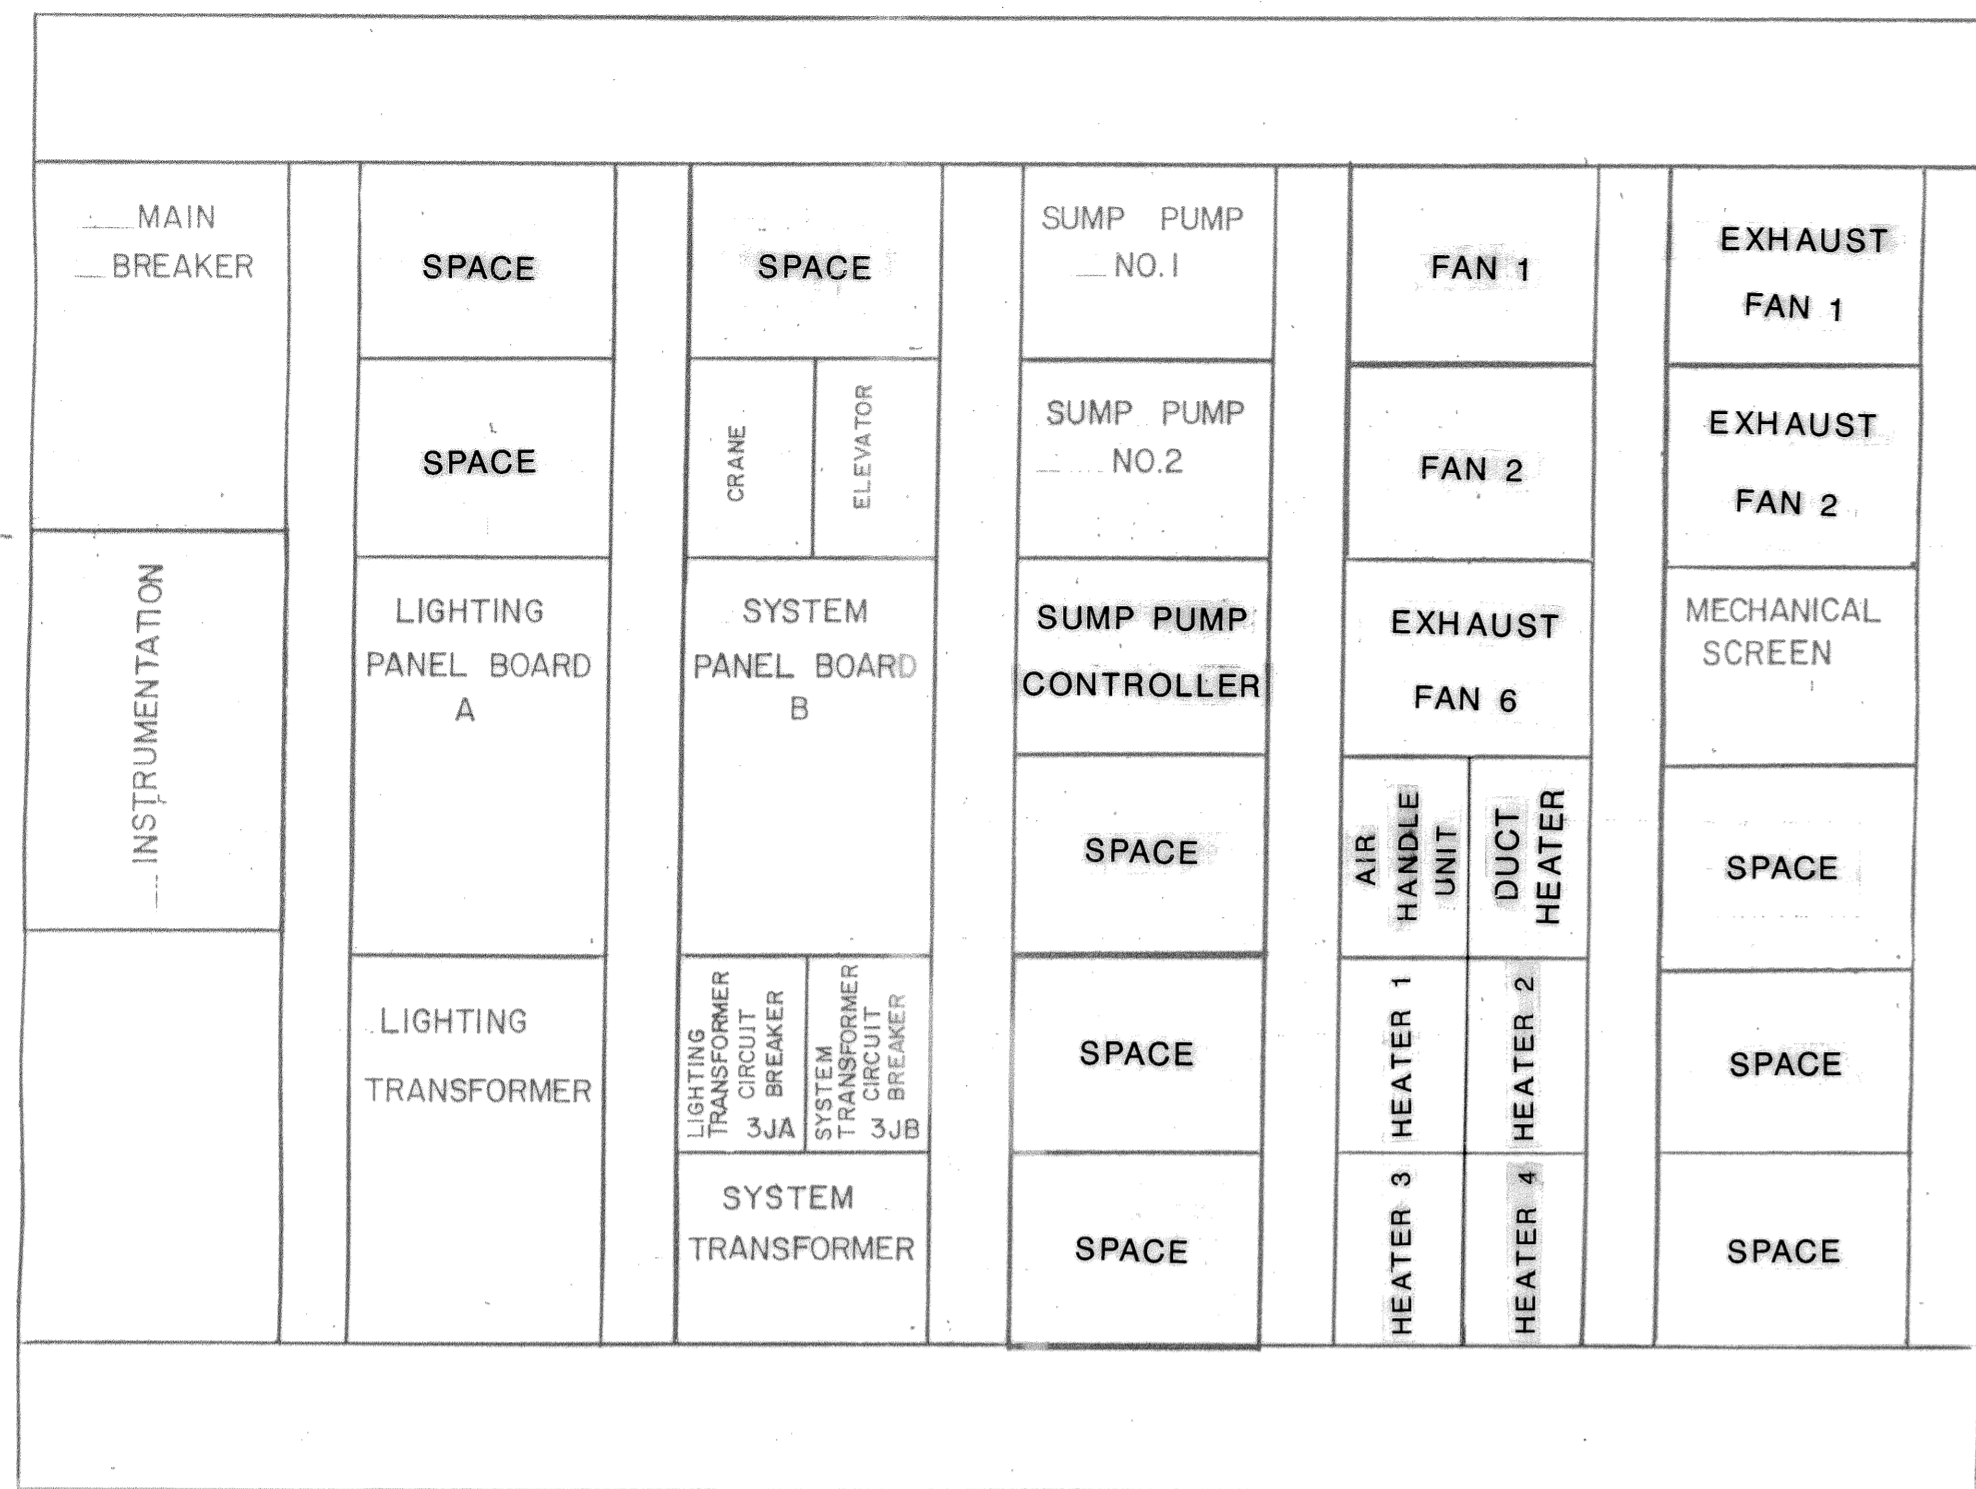 MAIN
BREAKER
INSTRUMENTATION
SPACE
SPACE
LIGHTING
PANEL BOARD
A
LIGHTING
TRANSFORMER
SPACE
CRANE
ELEVATOR
SYSTEM
PANEL BOARD
B
LIGHTING
TRANSFORMER
CIRCUIT
BREAKER
3JA
SYSTEM
TRANSFORMER
CIRCUIT
BREAKER
3JB
SYSTEM
TRANSFORMER
SUMP PUMP
NO.1
SUMP PUMP
NO.2
SUMP PUMP
CONTROLLER
SPACE
SPACE
SPACE
FAN 1
FAN 2
EXHAUST
FAN 6
AIR
HANDLE
UNIT
DUCT
HEATER
HEATER 1
HEATER 2
HEATER 3
HEATER 4
EXHAUST
FAN 1
EXHAUST
FAN 2
MECHANICAL
SCREEN
SPACE
SPACE
SPACE